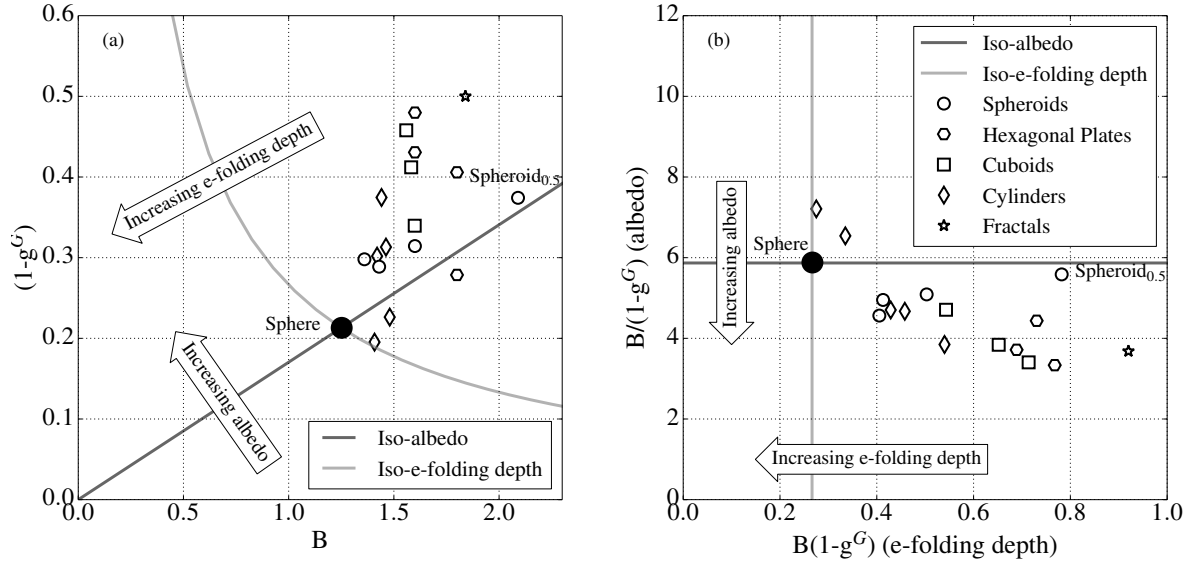 (a)
0.6
0.5
0.4
0.3
0.2
0.1
0.0
(1-g^G)
Increasing e-folding depth
Increasing albedo
Sphere
Spheroid_0.5
Iso-albedo
Iso-e-folding depth
0.0 0.5 1.0 1.5 2.0
B
(b)
12
10
8
6
4
2
0
B/(1-g^G) (albedo)
Increasing albedo
Sphere
Spheroid_0.5
Increasing e-folding depth
Iso-albedo
Iso-e-folding depth
Spheroids
Hexagonal Plates
Cuboids
Cylinders
Fractals
0.0 0.2 0.4 0.6 0.8 1.0
B(1-g^G) (e-folding depth)